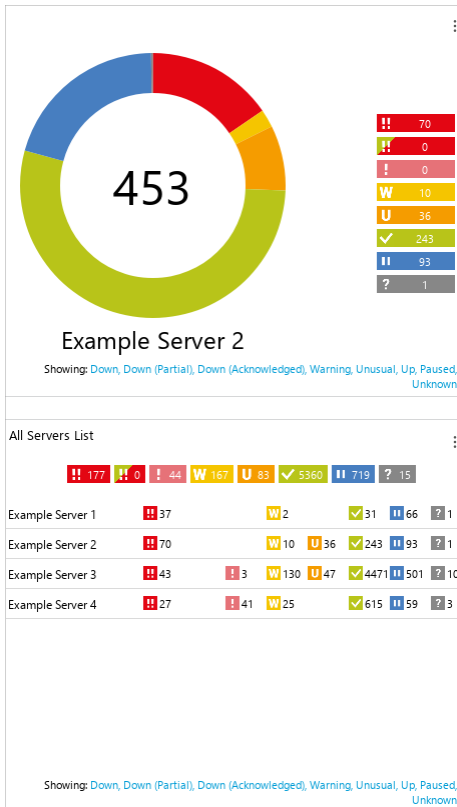 453
!! 70
!! 0
! 0
W 10
U 36
243
93
? 1
Example Server 2
Showing: Down, Down (Partial), Down (Acknowledged), Warning, Unusual, Up, Paused,
Unknown
All Servers List
!! 177 !! 0 ! 44 W 167 U 83 5360 719 ? 15
Example Server 1 !! 37 W 2 31 66 ? 1
Example Server 2 !! 70 W 10 U 36 243 93 ? 1
Example Server 3 !! 43 ! 3 W 130 U 47 4471 501 ? 10
Example Server 4 !! 27 ! 41 W 25 615 59 ? 3
Showing: Down, Down (Partial), Down (Acknowledged), Warning, Unusual, Up, Paused,
Unknown